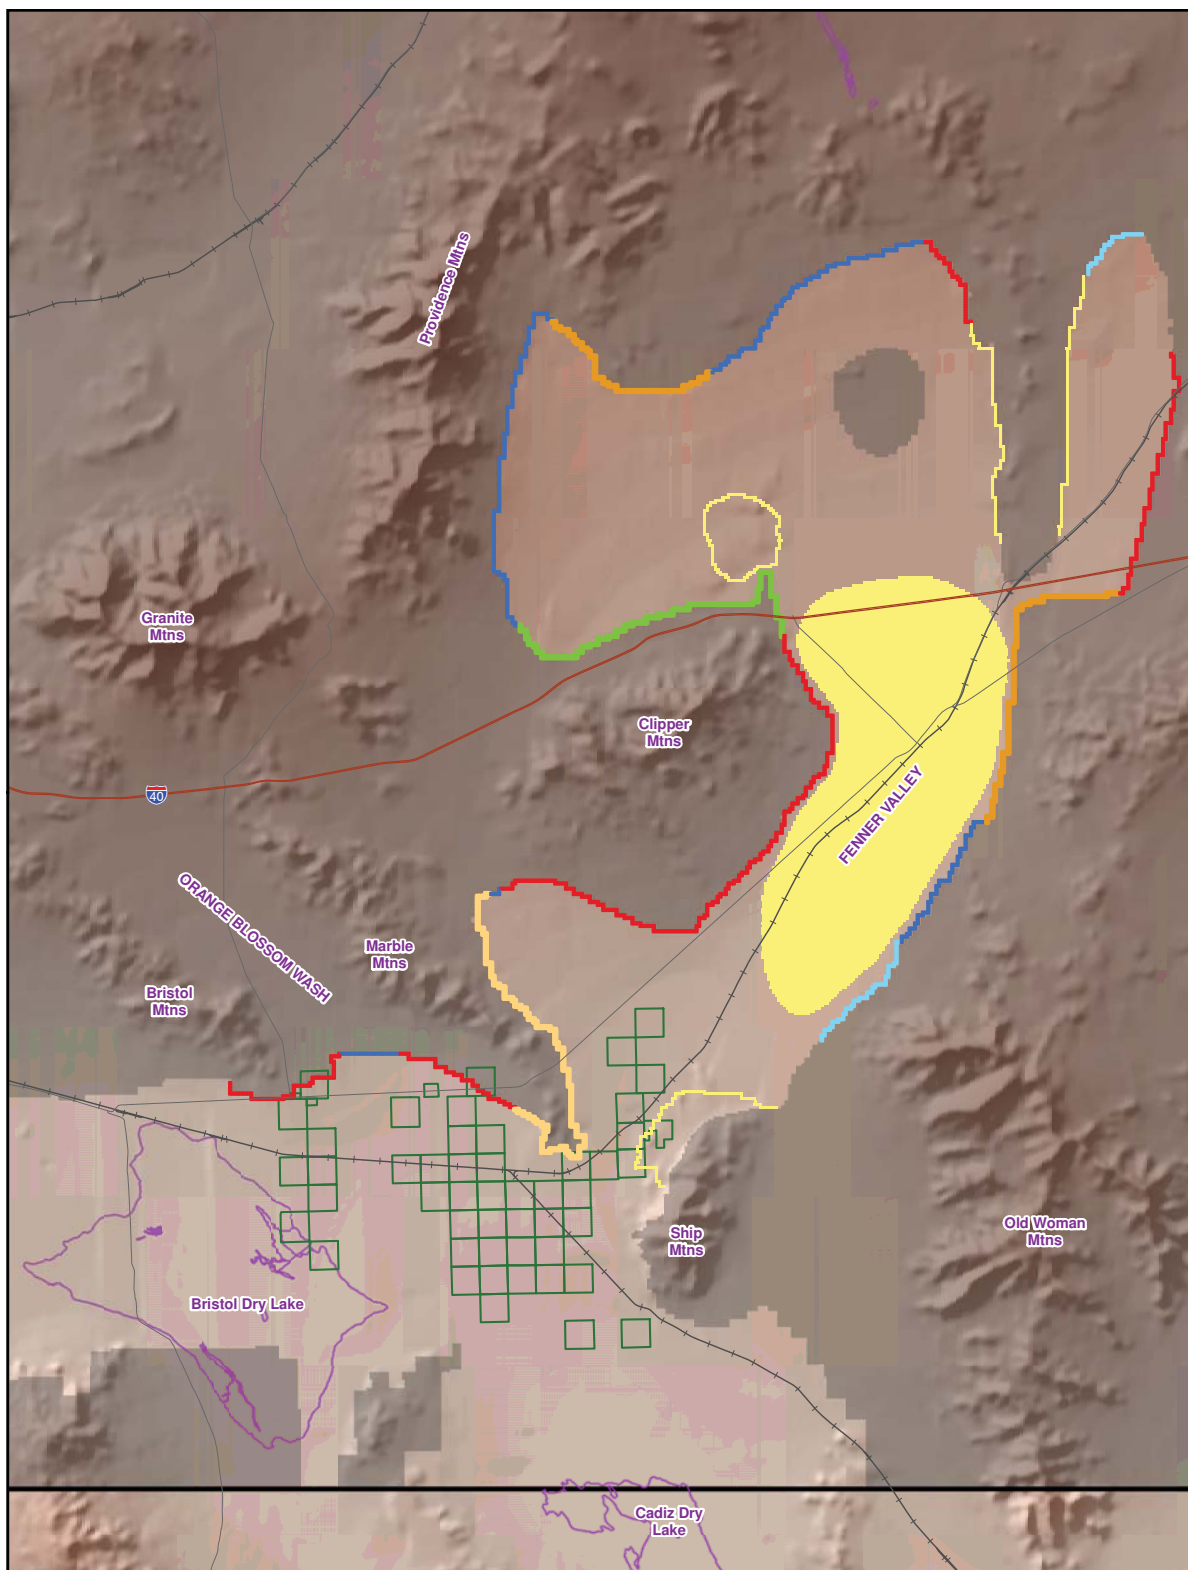 Providence Mtns
Granite
Mtns
Clipper
Mtns
40
FENNER VALLEY
ORANGE BLOSSOM WASH
Marble
Mtns
Bristol
Mtns
Ship
Mtns
Old Woman
Mtns
Bristol Dry Lake
Cadiz Dry
Lake